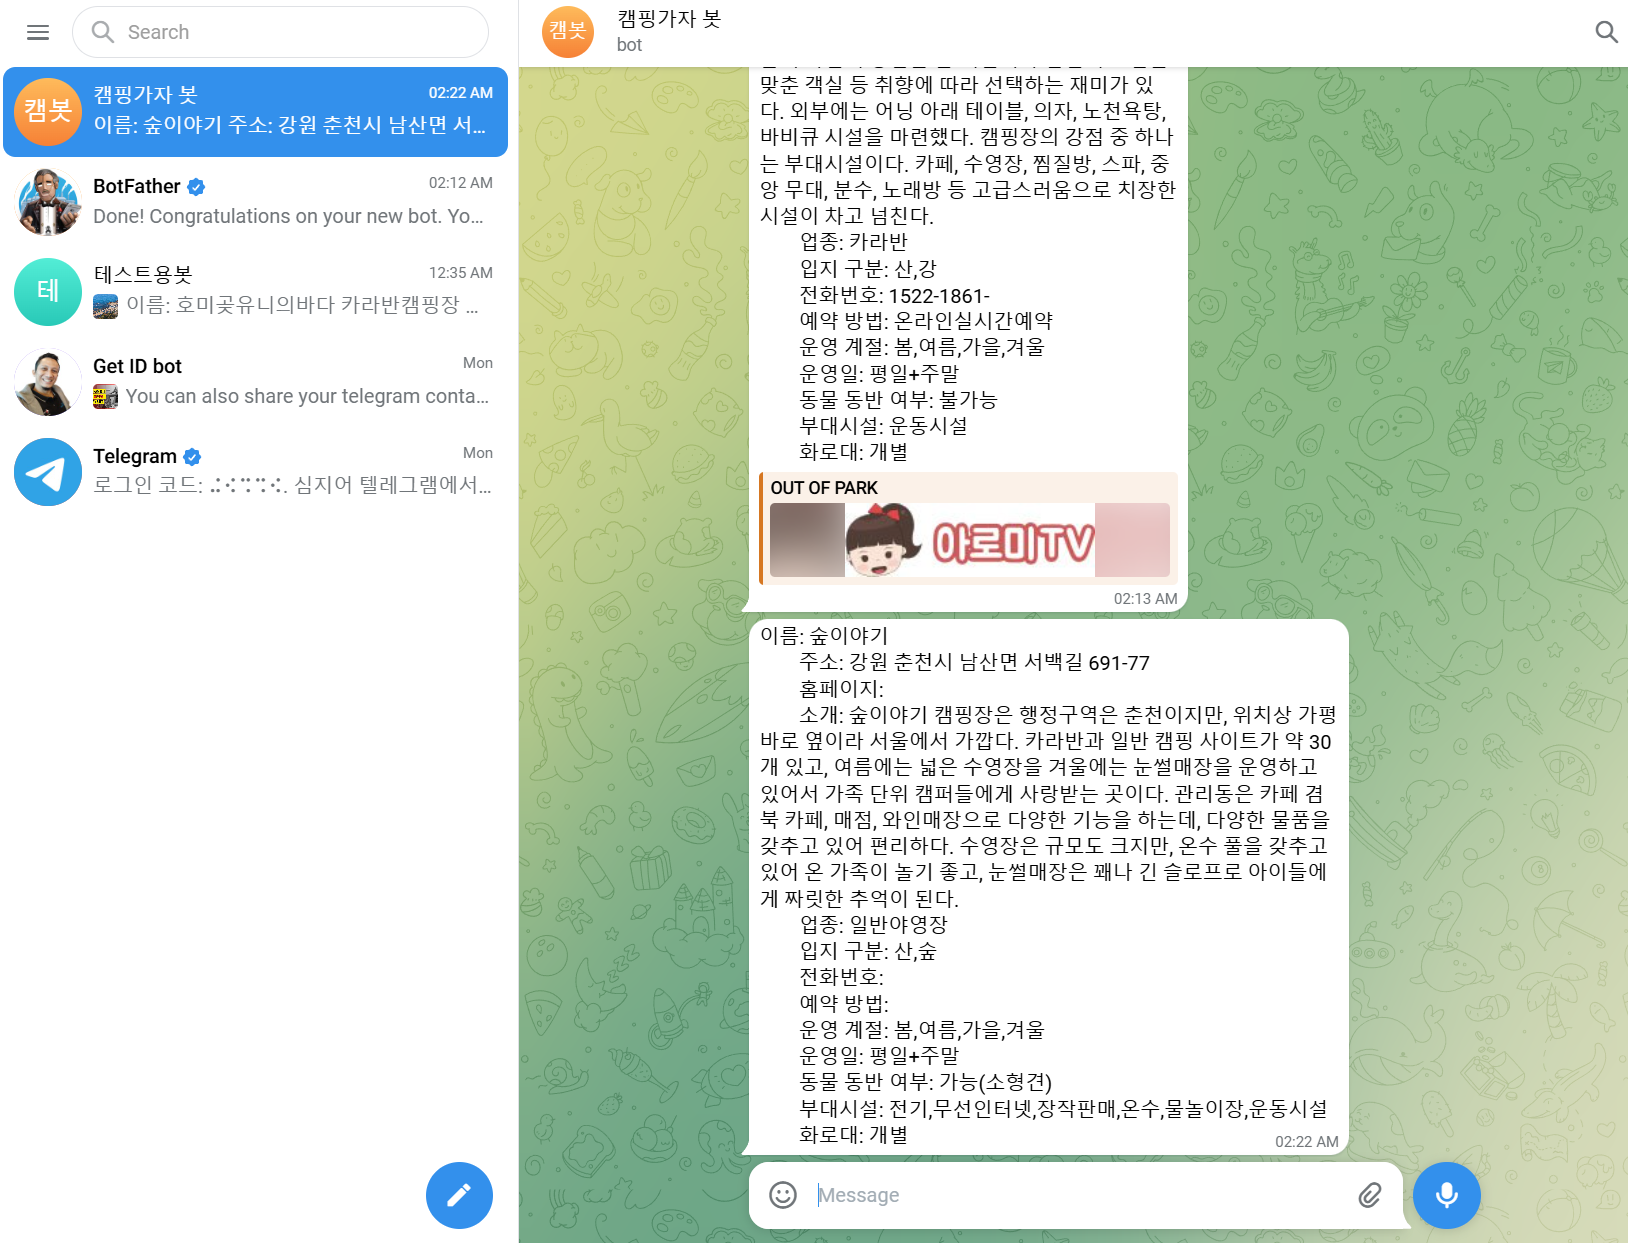 Search
캠봇
캠핑가자 봇
02:22 AM
이름: 숲이야기 주소: 강원 춘천시 남산면 서...
BotFather
02:12 AM
Done! Congratulations on your new bot. Yo...
테
테스트용봇
12:35 AM
이름: 호미곶유니의바다 카라반캠핑장 ...
Get ID bot
Mon
You can also share your telegram conta...
Telegram
Mon
로그인 코드: . 심지어 텔레그램에서...
캠봇
캠핑가자 봇
bot
맞춘 객실 등 취향에 따라 선택하는 재미가 있
다. 외부에는 어닝 아래 테이블, 의자, 노천욕탕,
바비큐 시설을 마련했다. 캠핑장의 강점 중 하나
는 부대시설이다. 카페, 수영장, 찜질방, 스파, 중
앙 무대, 분수, 노래방 등 고급스러움으로 치장한
시설이 차고 넘친다.
업종: 카라반
입지 구분: 산,강
전화번호: 1522-1861-
예약 방법: 온라인실시간예약
운영 계절: 봄,여름,가을,겨울
운영일: 평일+주말
동물 동반 여부: 불가능
부대시설: 운동시설
화로대: 개별
OUT OF PARK
야로미TV
02:13 AM
이름: 숲이야기
주소: 강원 춘천시 남산면 서백길 691-77
홈페이지:
소개: 숲이야기 캠핑장은 행정구역은 춘천이지만, 위치상 가평
바로 옆이라 서울에서 가깝다. 카라반과 일반 캠핑 사이트가 약 30
개 있고, 여름에는 넓은 수영장을 겨울에는 눈썰매장을 운영하고
있어서 가족 단위 캠퍼들에게 사랑받는 곳이다. 관리동은 카페 겸
북 카페, 매점, 와인매장으로 다양한 기능을 하는데, 다양한 물품을
갖추고 있어 편리하다. 수영장은 규모도 크지만, 온수 풀을 갖추고
있어 온 가족이 놀기 좋고, 눈썰매장은 꽤나 긴 슬로프로 아이들에
게 짜릿한 추억이 된다.
업종: 일반야영장
입지 구분: 산,숲
전화번호:
예약 방법:
운영 계절: 봄,여름,가을,겨울
운영일: 평일+주말
동물 동반 여부: 가능(소형견)
부대시설: 전기,무선인터넷,장작판매,온수,물놀이장,운동시설
화로대: 개별
02:22 AM
Message